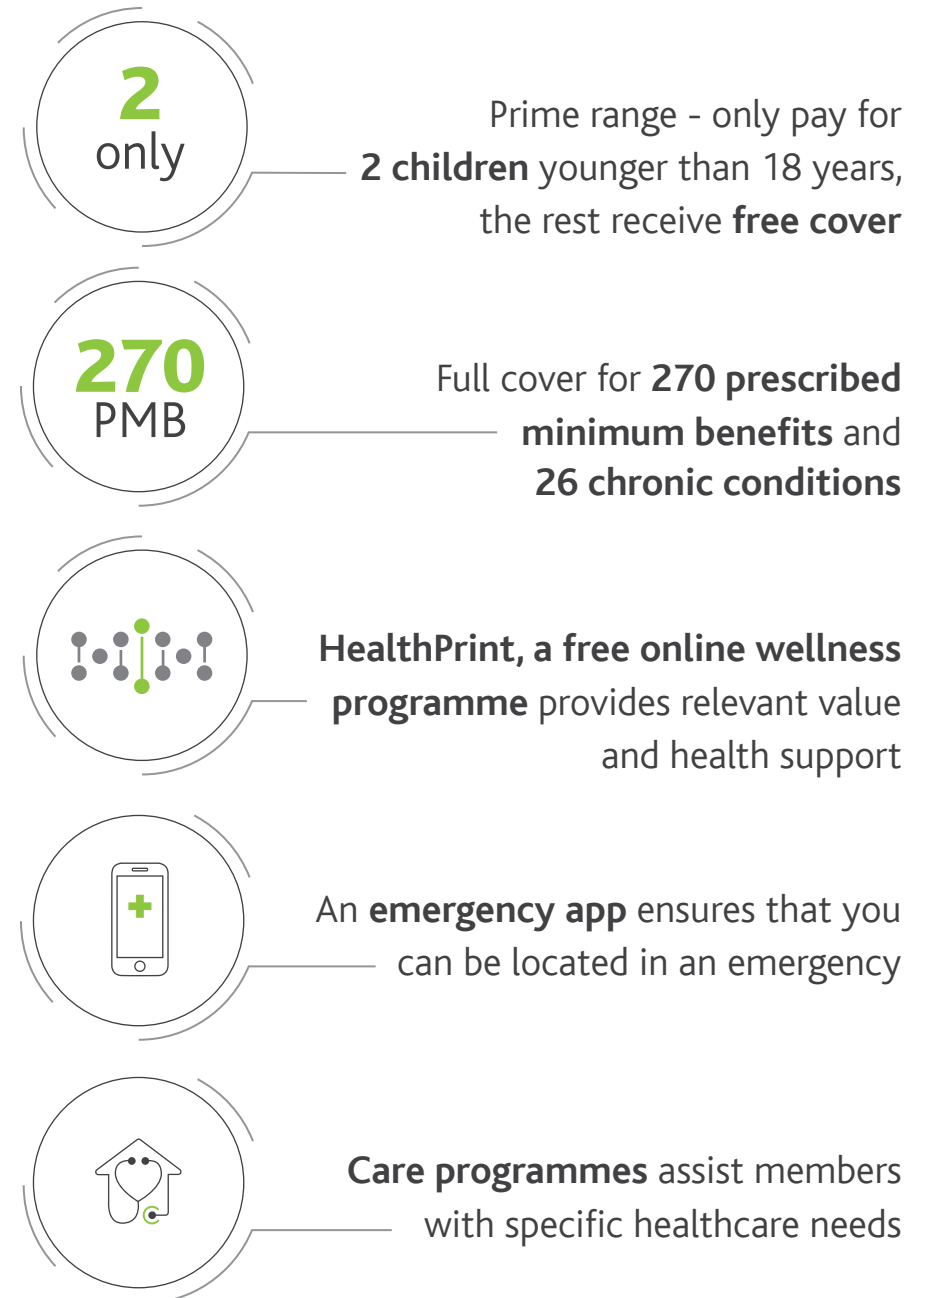 2
only
Prime range - only pay for
2 children younger than 18 years,
the rest receive free cover
270
PMB
Full cover for 270 prescribed
minimum benefits and
26 chronic conditions
HealthPrint, a free online wellness
programme provides relevant value
and health support
An emergency app ensures that you
can be located in an emergency
Care programmes assist members
with specific healthcare needs